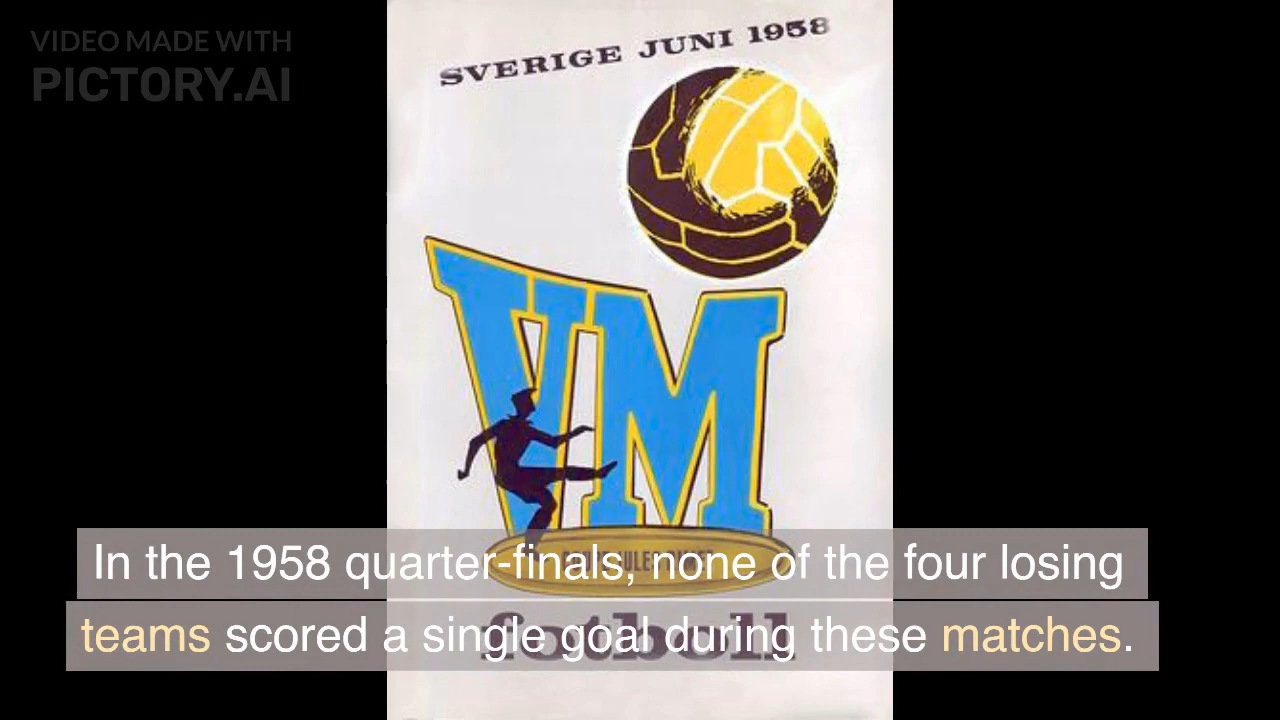 VIDEO MADE WITH
PICTORY.AI
SVERIGE JUNI 1958
VM
In the 1958 quarter-finals, none of the four losing
teams scored a single goal during these matches.
fotboll